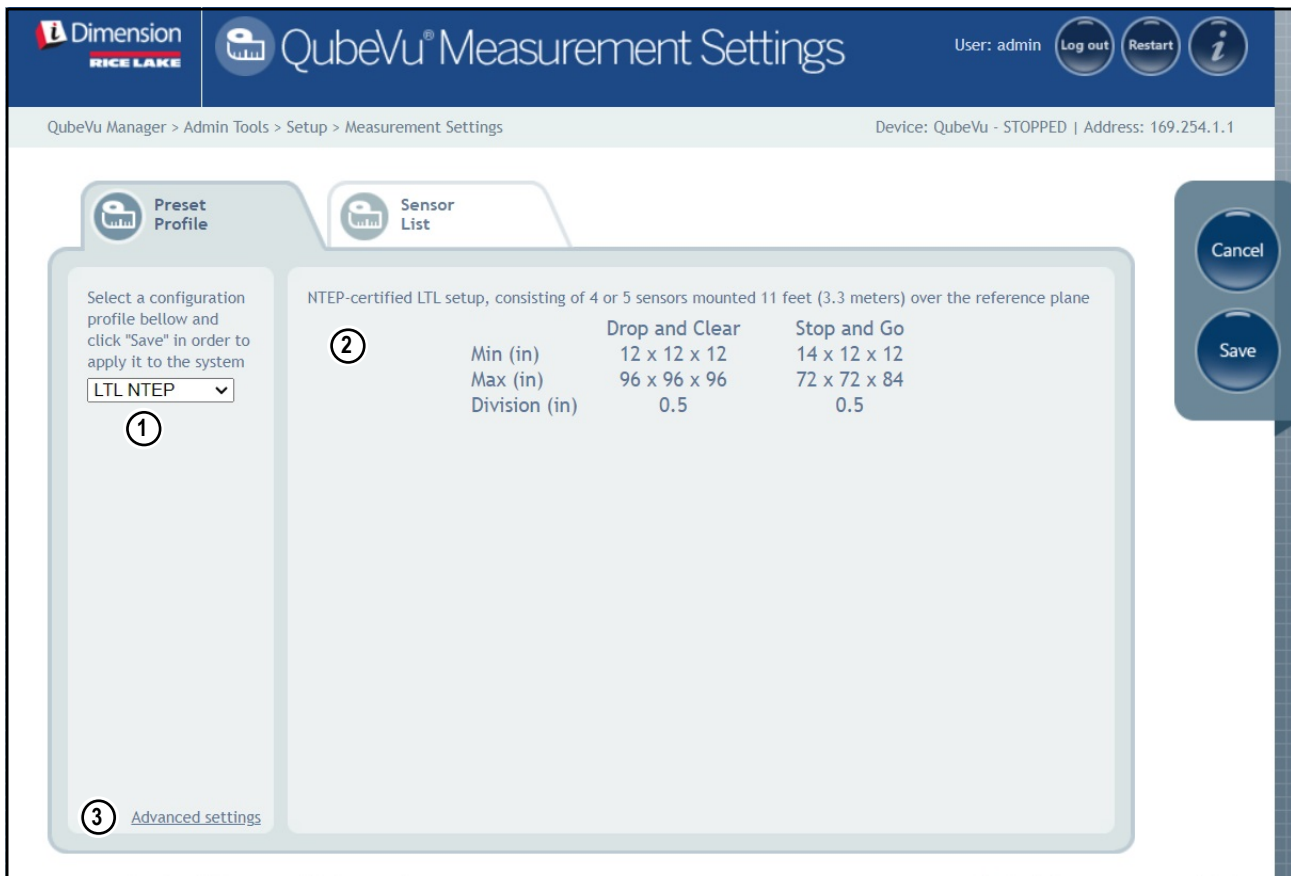 iDimension
RICE LAKE
QubeVu® Measurement Settings
User: admin
Log out
Restart
i
QubeVu Manager > Admin Tools > Setup > Measurement Settings
Device: QubeVu - STOPPED | Address: 169.254.1.1
Preset
Profile
Sensor
List
Cancel
Save
Select a configuration
profile bellow and
click "Save" in order to
apply it to the system
LTL NTEP
1
NTEP-certified LTL setup, consisting of 4 or 5 sensors mounted 11 feet (3.3 meters) over the reference plane
2
Drop and Clear Stop and Go
Min (in) 12 x 12 x 12 14 x 12 x 12
Max (in) 96 x 96 x 96 72 x 72 x 84
Division (in) 0.5 0.5
3
Advanced settings